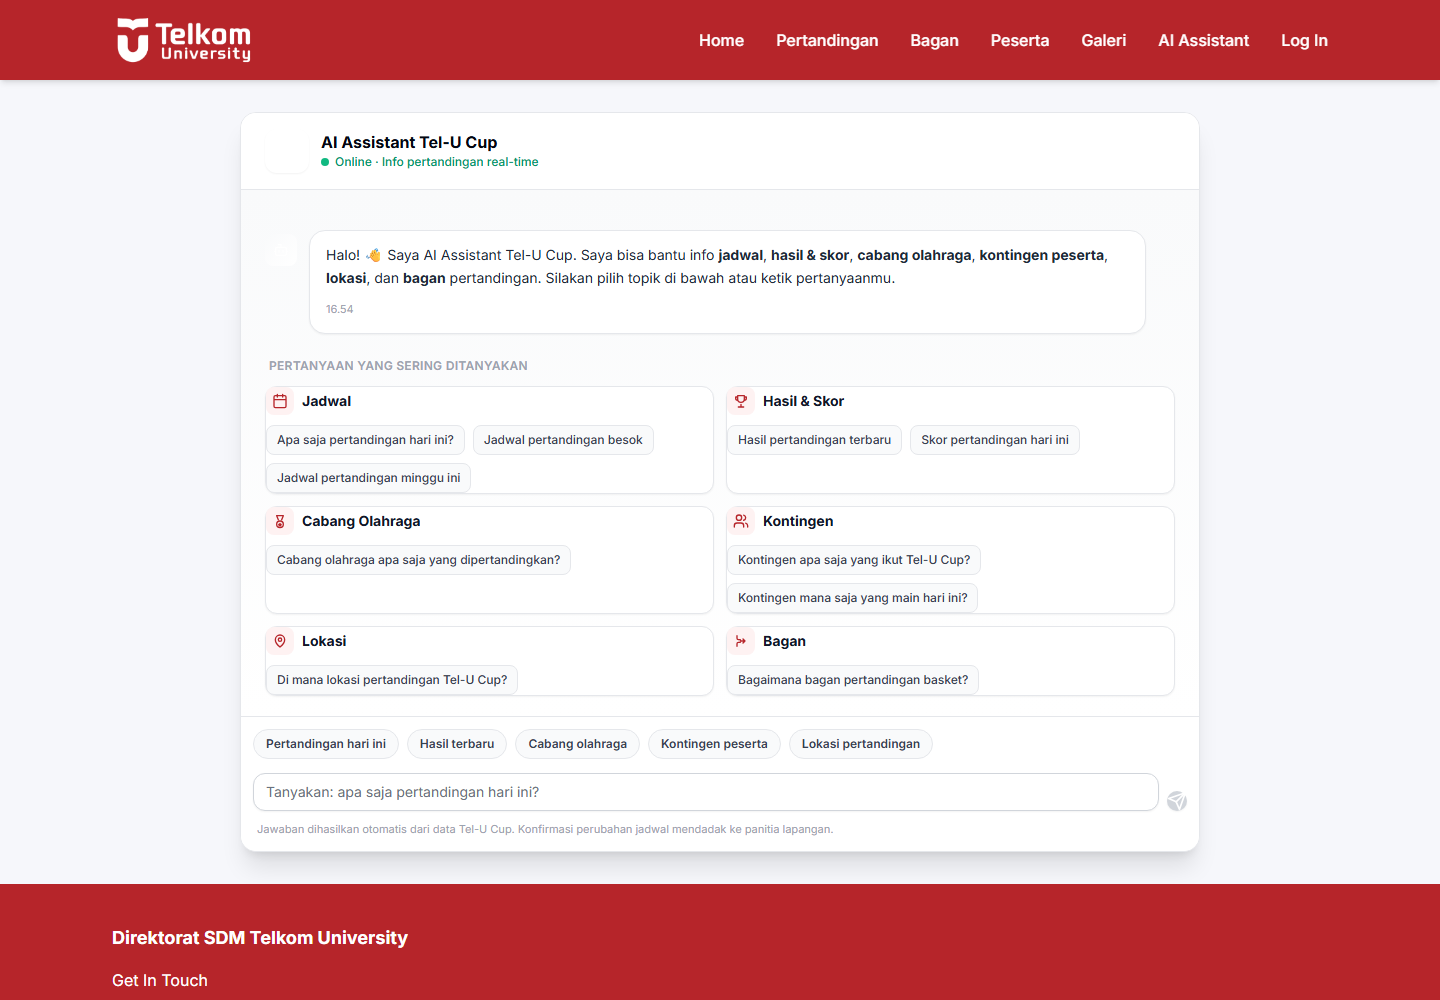 Telkom
University
Home Pertandingan Bagan Peserta Galeri AI Assistant Log In
AI Assistant Tel-U Cup
Online · Info pertandingan real-time
Halo! 👋 Saya AI Assistant Tel-U Cup. Saya bisa bantu info jadwal, hasil & skor, cabang olahraga, kontingen peserta,
lokasi, dan bagan pertandingan. Silakan pilih topik di bawah atau ketik pertanyaanmu.
16.54
PERTANYAAN YANG SERING DITANYAKAN
Jadwal
Apa saja pertandingan hari ini?
Jadwal pertandingan besok
Jadwal pertandingan minggu ini
Hasil & Skor
Hasil pertandingan terbaru
Skor pertandingan hari ini
Cabang Olahraga
Cabang olahraga apa saja yang dipertandingkan?
Kontingen
Kontingen apa saja yang ikut Tel-U Cup?
Kontingen mana saja yang main hari ini?
Lokasi
Di mana lokasi pertandingan Tel-U Cup?
Bagan
Bagaimana bagan pertandingan basket?
Pertandingan hari ini
Hasil terbaru
Cabang olahraga
Kontingen peserta
Lokasi pertandingan
Tanyakan: apa saja pertandingan hari ini?
Jawaban dihasilkan otomatis dari data Tel-U Cup. Konfirmasi perubahan jadwal mendadak ke panitia lapangan.
Direktorat SDM Telkom University
Get In Touch